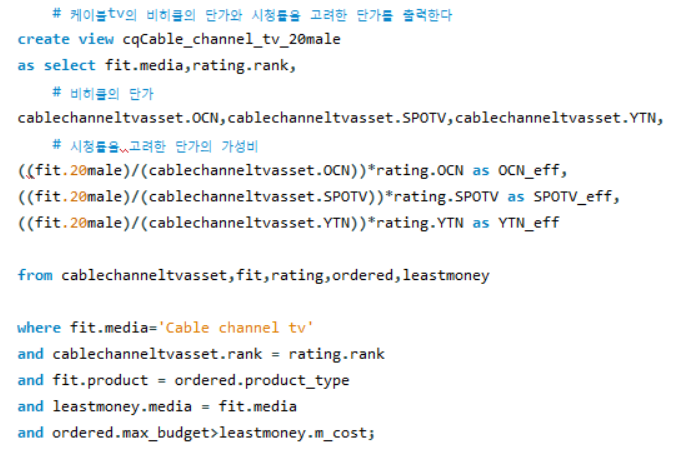 # 케이블tv의 비히클의 단가와 시청률을 고려한 단가를 출력한다
create view cqCable_channel_tv_20male
as select fit.media,rating.rank,
# 비히클의 단가
cablechanneltvasset.OCN,cablechanneltvasset.SPOTV,cablechanneltvasset.YTN,
# 시청률을 고려한 단가의 가성비
((fit.20male)/(cablechanneltvasset.OCN))*rating.OCN as OCN_eff,
((fit.20male)/(cablechanneltvasset.SPOTV))*rating.SPOTV as SPOTV_eff,
((fit.20male)/(cablechanneltvasset.YTN))*rating.YTN as YTN_eff
from cablechanneltvasset,fit,rating,ordered,leastmoney
where fit.media='Cable channel tv'
and cablechanneltvasset.rank = rating.rank
and fit.product = ordered.product_type
and leastmoney.media = fit.media
and ordered.max_budget>leastmoney.m_cost;